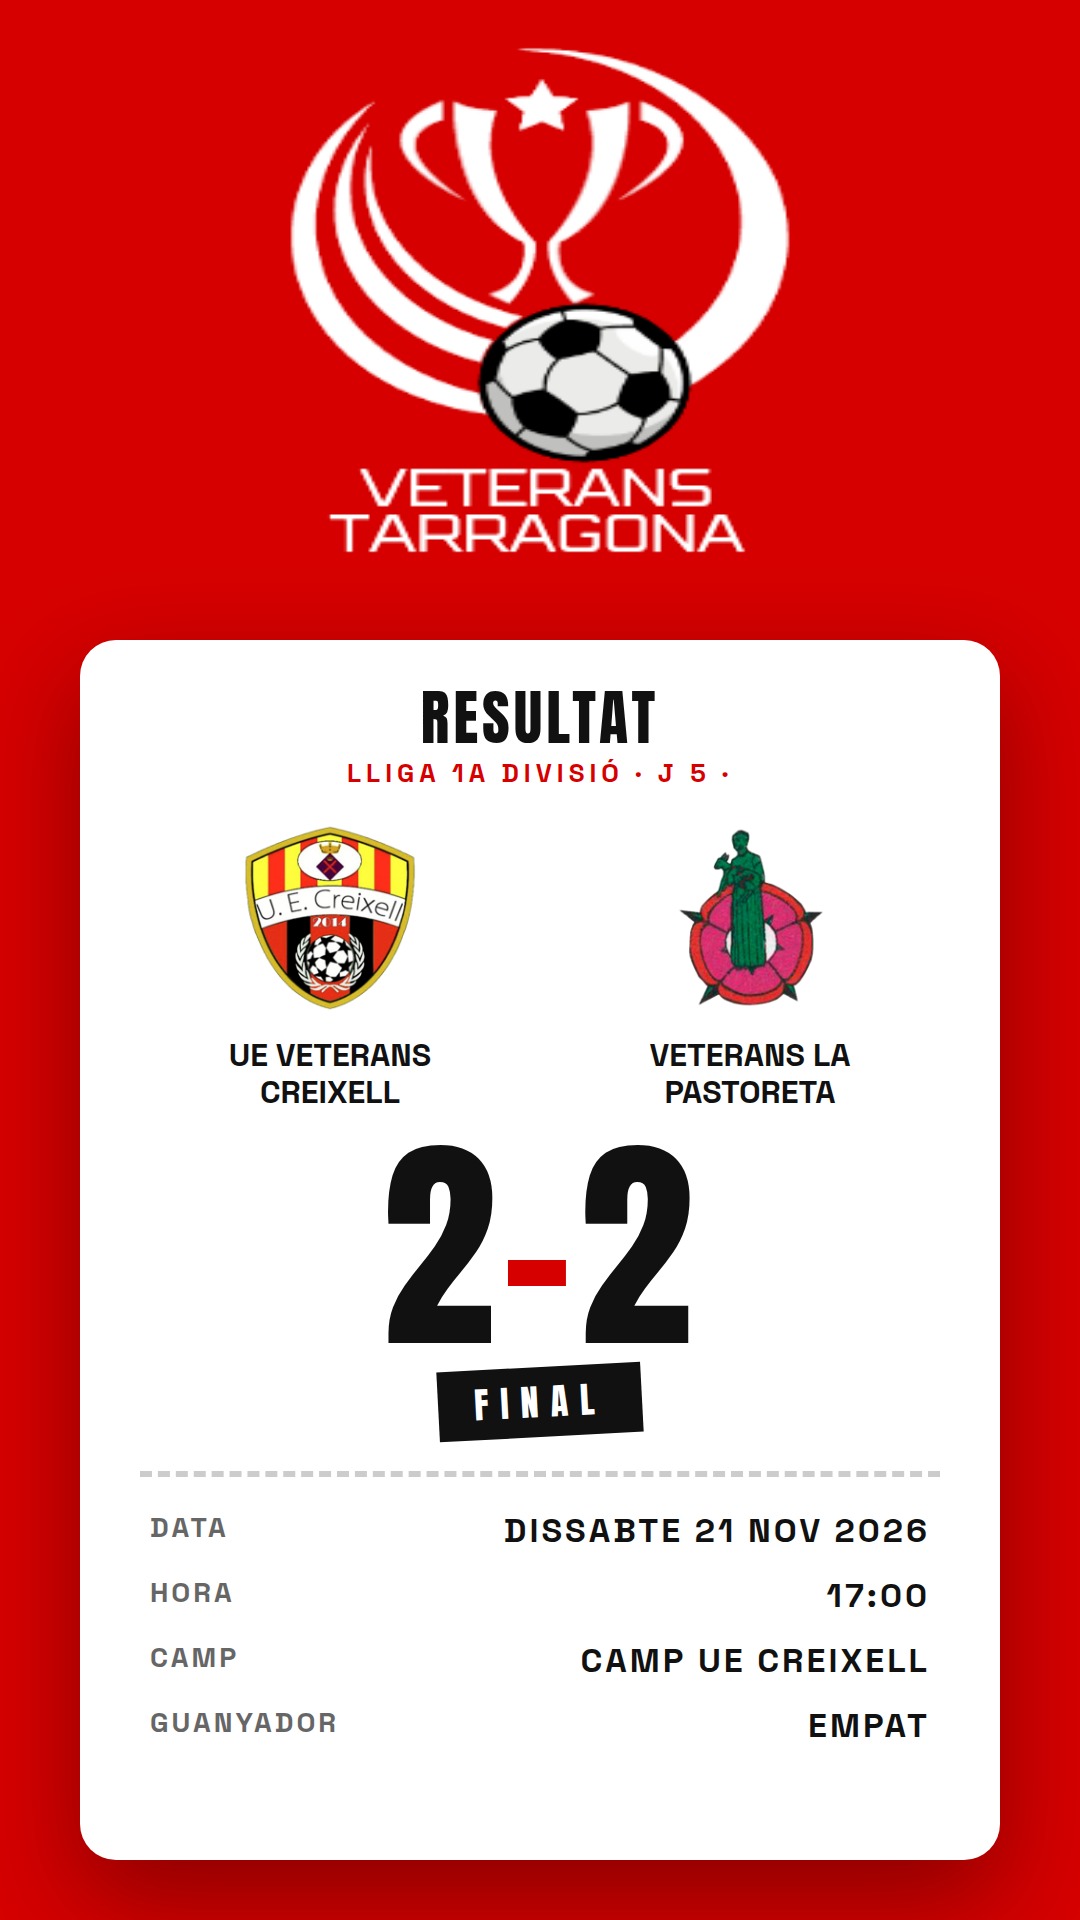 VETERANS
TARRAGONA
RESULTAT
LLIGA 1A DIVISIÓ · J 5 ·
U. E. Creixell
2014
UE VETERANS
CREIXELL
VETERANS LA
PASTORETA
2-2
FINAL
DATA DISSABTE 21 NOV 2026
HORA 17:00
CAMP CAMP UE CREIXELL
GUANYADOR EMPAT